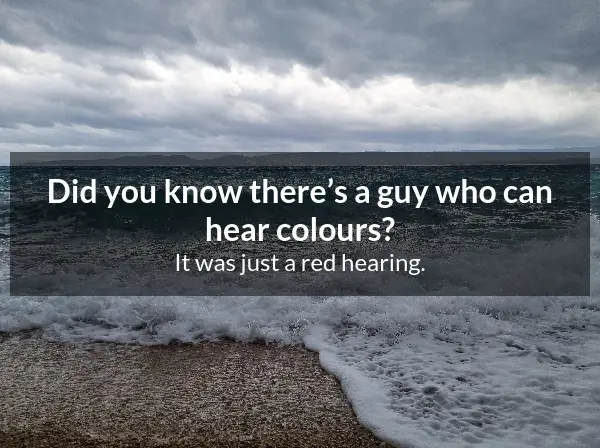 Did you know there’s a guy who can
hear colours?
It was just a red hearing.